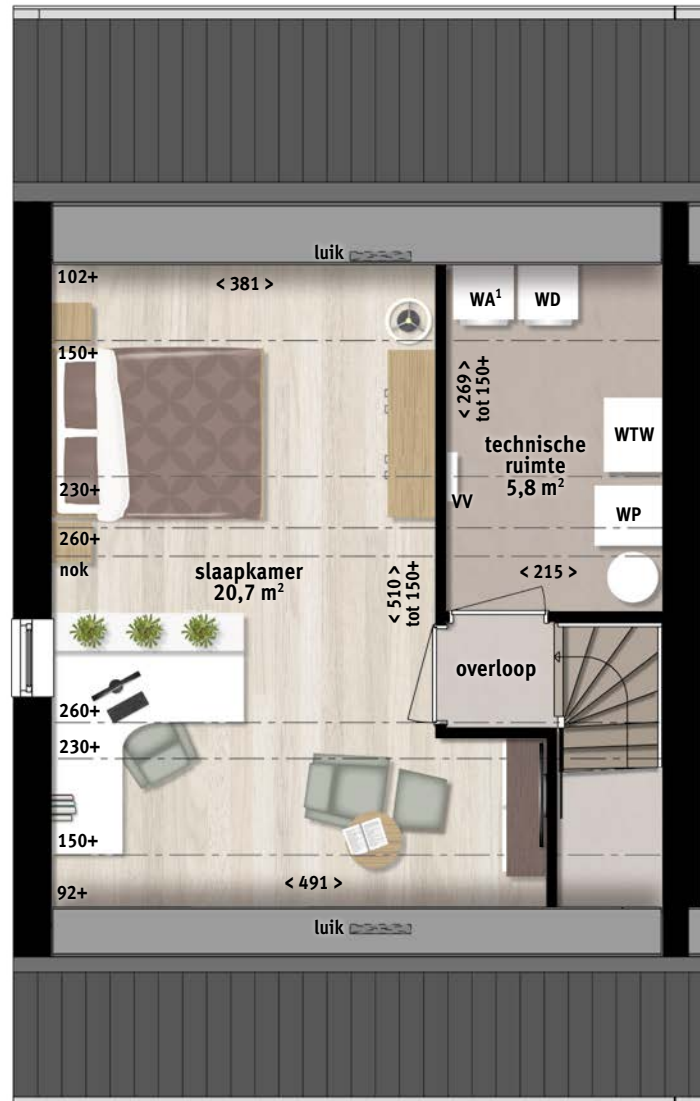 luik
102+
< 381 >
WA¹
WD
150+
< 269 >
tot 150+
technische
ruimte
5,8 m²
WTW
230+
VV
WP
260+
nok
slaapkamer
20,7 m²
< 510 >
tot 150+
< 215 >
overloop
260+
230+
150+
92+
< 491 >
luik